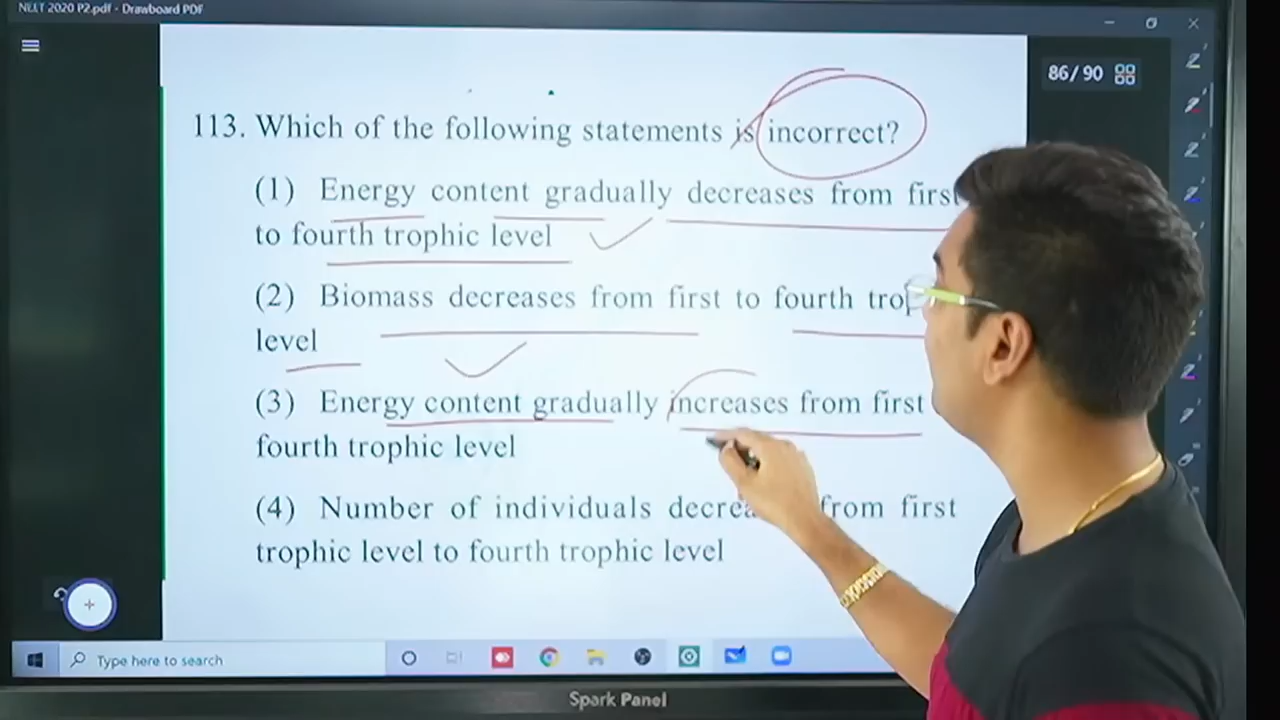 NEET 2020 P2.pdf - Drawboard PDF
86/90
113. Which of the following statements is incorrect?
(1) Energy content gradually decreases from first
to fourth trophic level
(2) Biomass decreases from first to fourth
level
(3) Energy content gradually increases from first
fourth trophic level
(4) Number of individuals from first
trophic level to fourth trophic level
Type here to search
Spark Panel